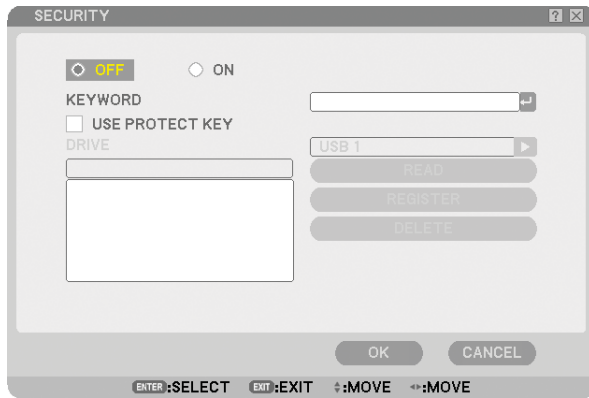 SECURITY
OFF ON
KEYWORD
USE PROTECT KEY
DRIVE USB 1
READ
REGISTER
DELETE
OK CANCEL
ENTER:SELECT EXIT:EXIT :MOVE :MOVE